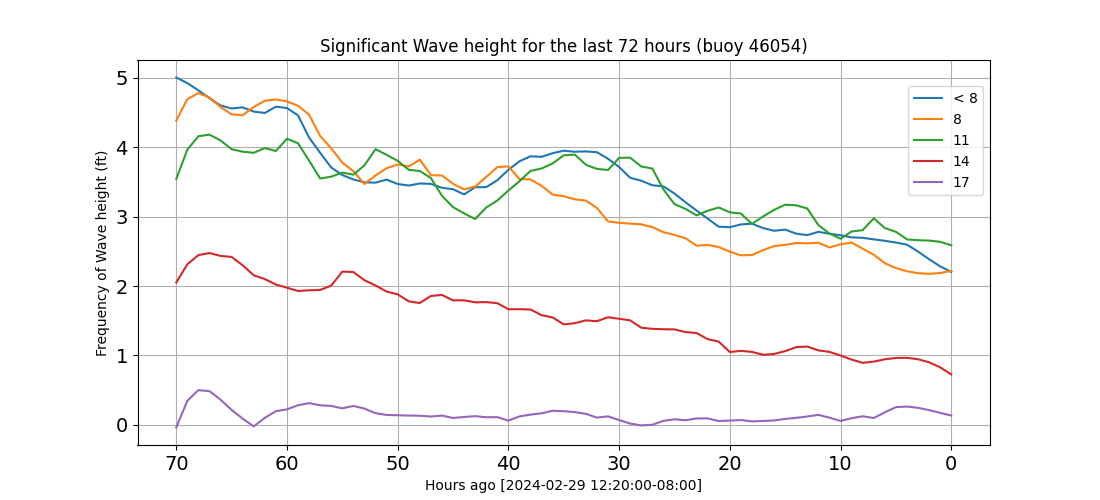 Significant Wave height for the last 72 hours (buoy 46054)
Frequency of Wave height (ft)
5
4
3
2
1
0
< 8
8
11
14
17
70 60 50 40 30 20 10 0
Hours ago [2024-02-29 12:20:00-08:00]